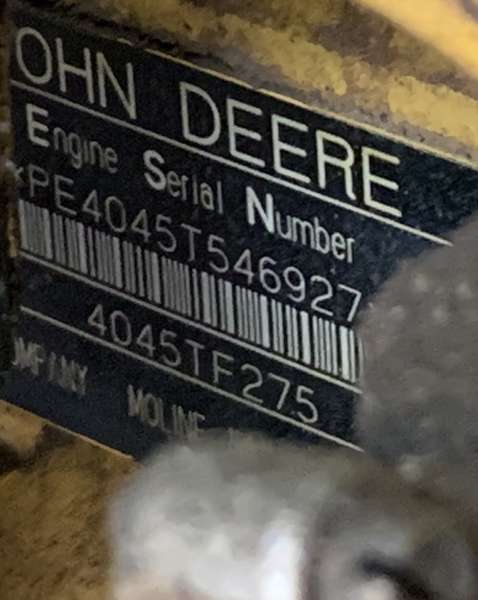 OHN DEERE
Engine Serial Number
*PE4045T546927
4045TF275
MOLINE